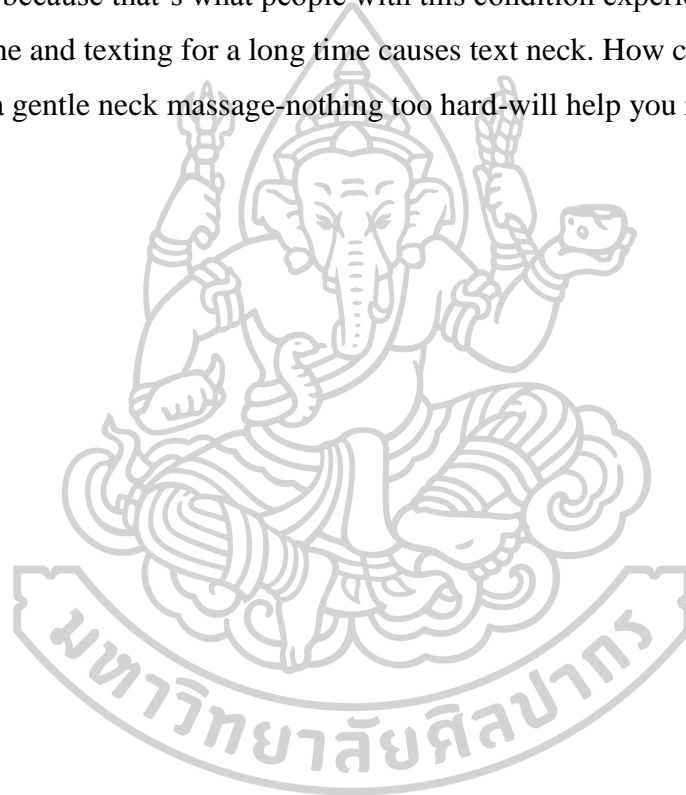 because that's what people with this condition experi
ne and texting for a long time causes text neck. How c
a gentle neck massage-nothing too hard-will help you
มหาวิทยาลัยศิลปากร